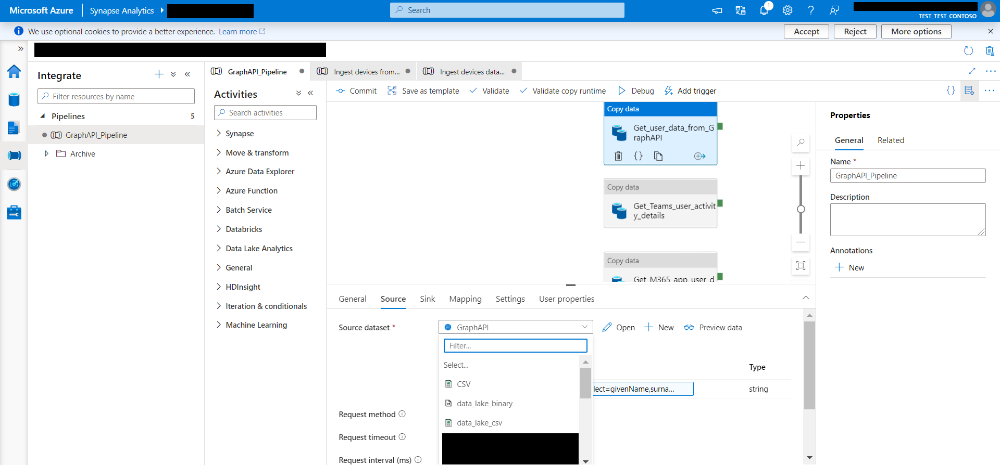 Microsoft Azure
Synapse Analytics
Search
1
TEST_TEST_CONTOSO
We use optional cookies to provide a better experience. Learn more
Accept
Reject
More options
Integrate
Filter resources by name
Pipelines
5
GraphAPI_Pipeline
Archive
GraphAPI_Pipeline
Ingest devices from...
Ingest devices data...
Activities
Search activities
Synapse
Move & transform
Azure Data Explorer
Azure Function
Batch Service
Databricks
Data Lake Analytics
General
HDInsight
Iteration & conditionals
Machine Learning
Commit
Save as template
Validate
Validate copy runtime
Debug
Add trigger
Copy data
Get_user_data_from_G
raphAPI
Copy data
Get_Teams_user_activit
y_details
Copy data
Get_M365_app_user_d
General
Source
Sink
Mapping
Settings
User properties
Source dataset *
GraphAPI
Open
New
Preview data
Filter...
Select...
CSV
data_lake_binary
data_lake_csv
Type
lect=givenName,surna...
string
Request method
Request timeout
Request interval (ms)
Properties
General
Related
Name *
GraphAPI_Pipeline
Description
Annotations
New